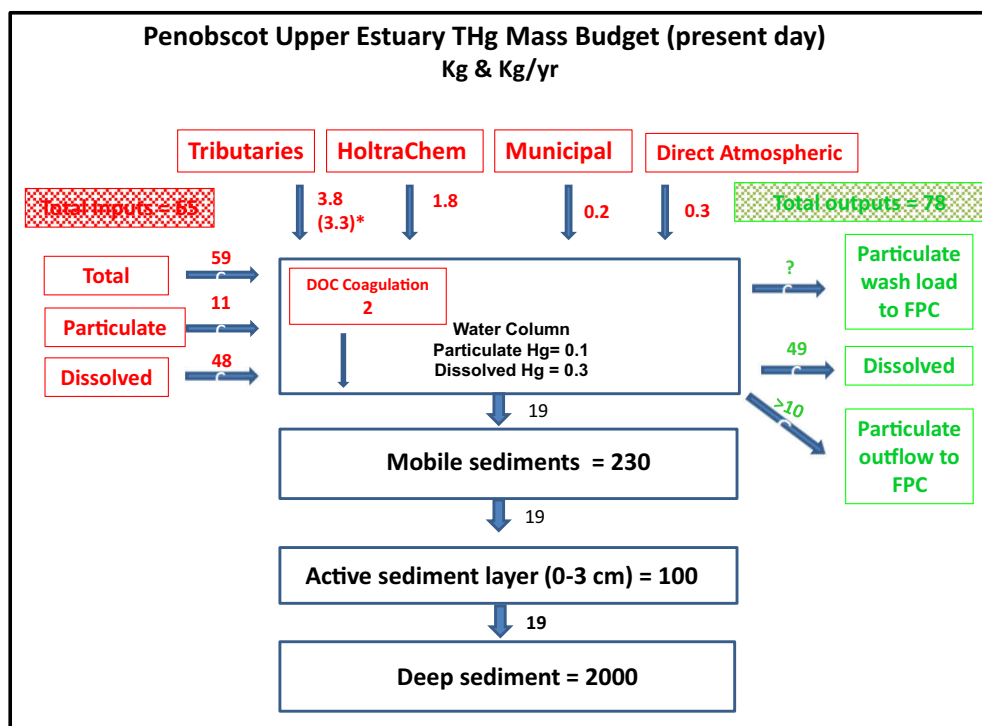 Penobscot Upper Estuary THg Mass Budget (present day)
Kg & Kg/yr
Tributaries
HoltraChem
Municipal
Direct Atmospheric
Total Inputs = 65
3.8
(3.3)*
1.8
0.2
0.3
Total outputs = 78
Total
59
Particulate
11
Dissolved
48
DOC Coagulation
2
Water Column
Particulate Hg= 0.1
Dissolved Hg = 0.3
?
Particulate
wash load
to FPC
49
Dissolved
>10
Particulate
outflow to
FPC
19
Mobile sediments = 230
19
Active sediment layer (0-3 cm) = 100
19
Deep sediment = 2000